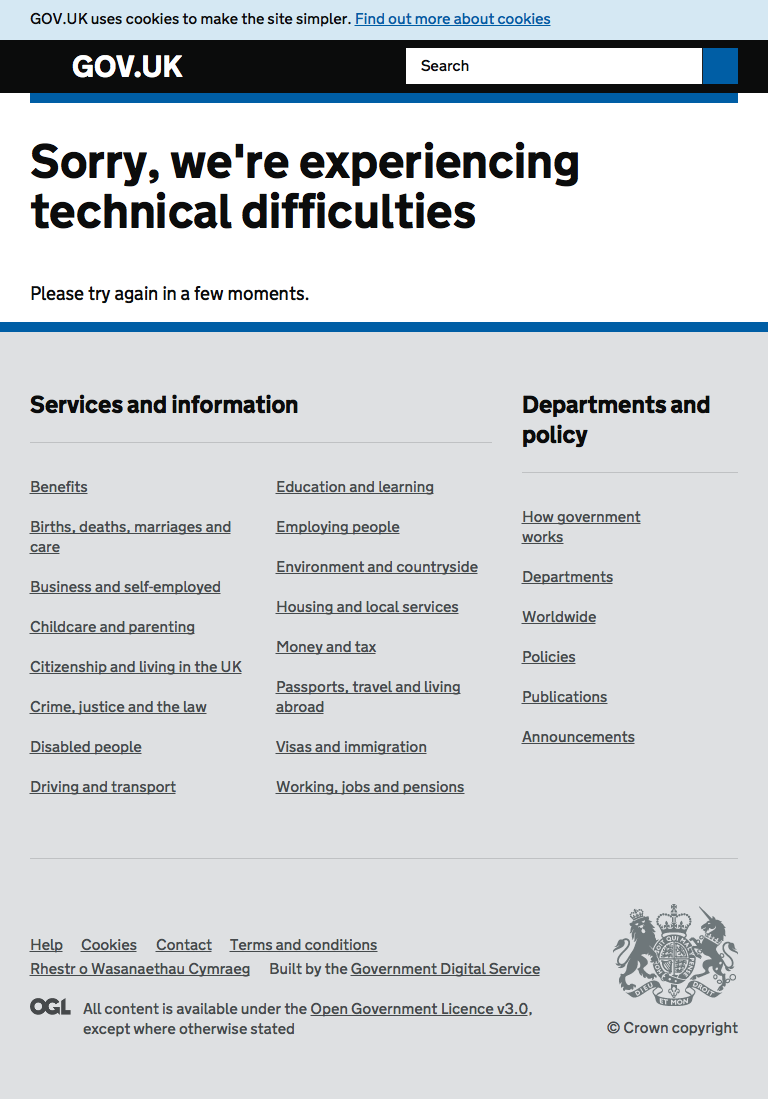 GOV.UK uses cookies to make the site simpler. Find out more about cookies
GOV.UK
Search
Sorry, we're experiencing
technical difficulties
Please try again in a few moments.
Services and information
Benefits
Births, deaths, marriages and
care
Business and self-employed
Childcare and parenting
Citizenship and living in the UK
Crime, justice and the law
Disabled people
Driving and transport
Education and learning
Employing people
Environment and countryside
Housing and local services
Money and tax
Passports, travel and living
abroad
Visas and immigration
Working, jobs and pensions
Departments and
policy
How government
works
Departments
Worldwide
Policies
Publications
Announcements
Help Cookies Contact Terms and conditions
Rhestr o Wasanaethau Cymraeg Built by the Government Digital Service
OGL All content is available under the Open Government Licence v3.0,
except where otherwise stated
DIEU ET MON DROIT
© Crown copyright